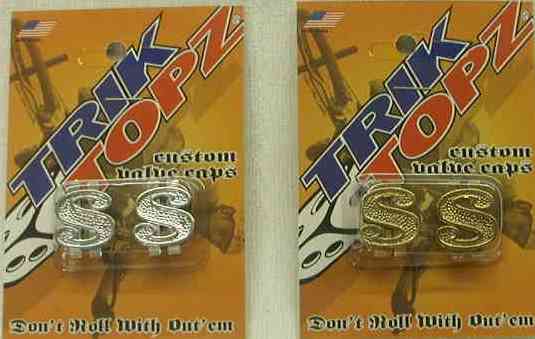 TRIK
TOPZ
custom
valve caps
S S
Don't Roll With Out'em
TRIK
TOPZ
custom
valve caps
S S
Don't Roll With Out'em